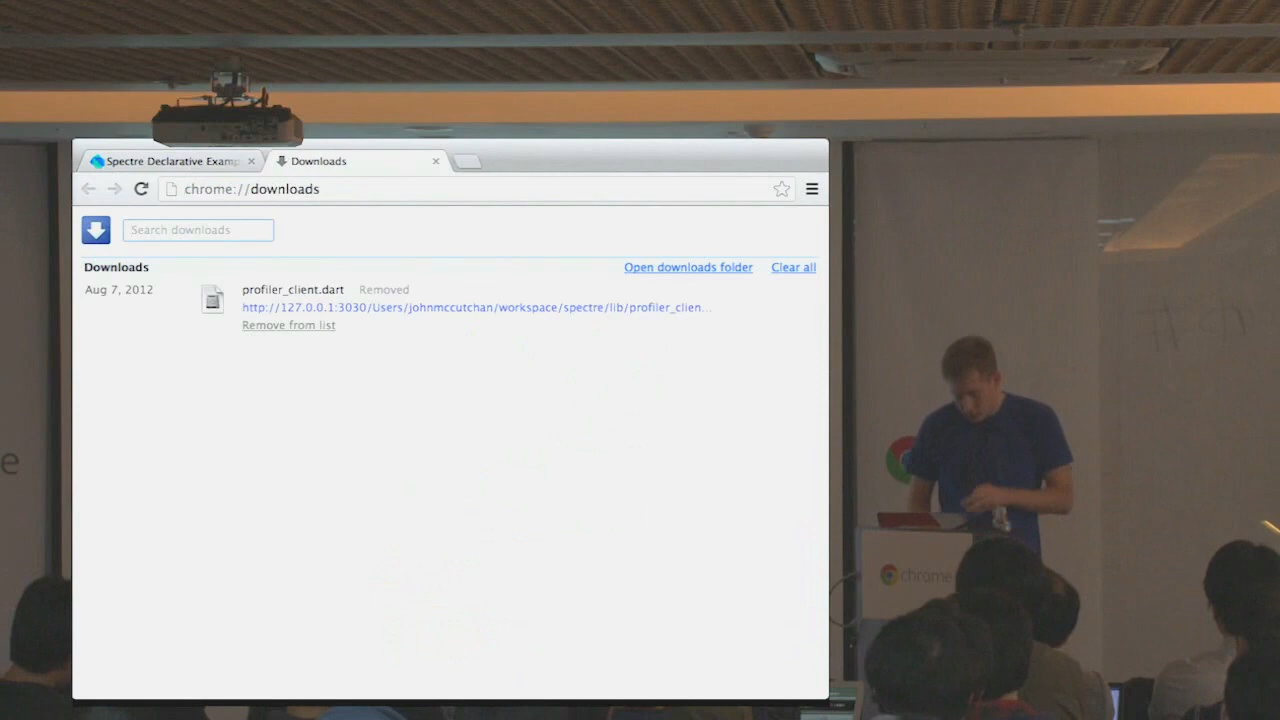 Spectre Declarative Examp
Downloads
chrome://downloads
Search downloads
Downloads
Open downloads folder
Clear all
Aug 7, 2012
profiler_client.dart
Removed
http://127.0.0.1:3030/Users/johnmccutchan/workspace/spectre/lib/profiler_clien...
Remove from list
e
chrome